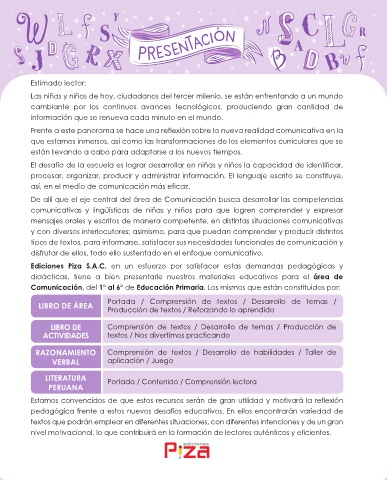 PRESENTACIÓN
Estimado lector:
Las niñas y niños de hoy, ciudadanos del tercer milenio, se están enfrentando a un mundo
cambiante por los continuos avances tecnológicos, produciendo gran cantidad de
información que se renueva cada minuto en el mundo.
Frente a este panorama se hace una reflexión sobre la nueva realidad comunicativa en la
que estamos inmersos, así como las transformaciones de los elementos curriculares que se
están llevando a cabo para adaptarse a los nuevos tiempos.
El desafío de la escuela es lograr desarrollar en niñas y niños la capacidad de identificar,
procesar, organizar, producir y administrar información. El lenguaje escrito se constituye,
así, en el medio de comunicación más eficaz.
De allí que el eje central del área de Comunicación busca desarrollar las competencias
comunicativas y lingüísticas de niñas y niños para que logren comprender y expresar
mensajes orales y escritos de manera competente, en distintas situaciones comunicativas
y con diversos interlocutores; asimismo, para que puedan comprender y producir distintos
tipos de textos, para informarse, satisfacer sus necesidades funcionales de comunicación y
disfrutar de ellos, todo ello sustentado en el enfoque comunicativo.
Ediciones Piza S.A.C. en un esfuerzo por satisfacer estas demandas pedagógicas y
didácticas, tiene a bien presentarle nuestros materiales educativos para el área de
Comunicación, del 1° al 6° de Educación Primaria. Los mismos que están constituidos por:
LIBRO DE ÁREA
Portada / Comprensión de textos / Desarrollo de temas /
Producción de textos / Reforzando lo aprendido
LIBRO DE
ACTIVIDADES
Comprensión de textos / Desarrollo de temas / Producción de
textos / Nos divertimos practicando
RAZONAMIENTO
VERBAL
Comprensión de textos / Desarrollo de habilidades / Taller de
aplicación / Juego
LITERATURA
PERUANA
Portada / Contenido / Comprensión lectora
Estamos convencidos de que estos recursos serán de gran utilidad y motivará la reflexión
pedagógica frente a estos nuevos desafíos educativos. En ellos encontrarán variedad de
textos que podrán emplear en diferentes situaciones, con diferentes intenciones y de un gran
nivel motivacional, lo que contribuirá en la formación de lectores auténticos y eficientes.
ediciones
Piza